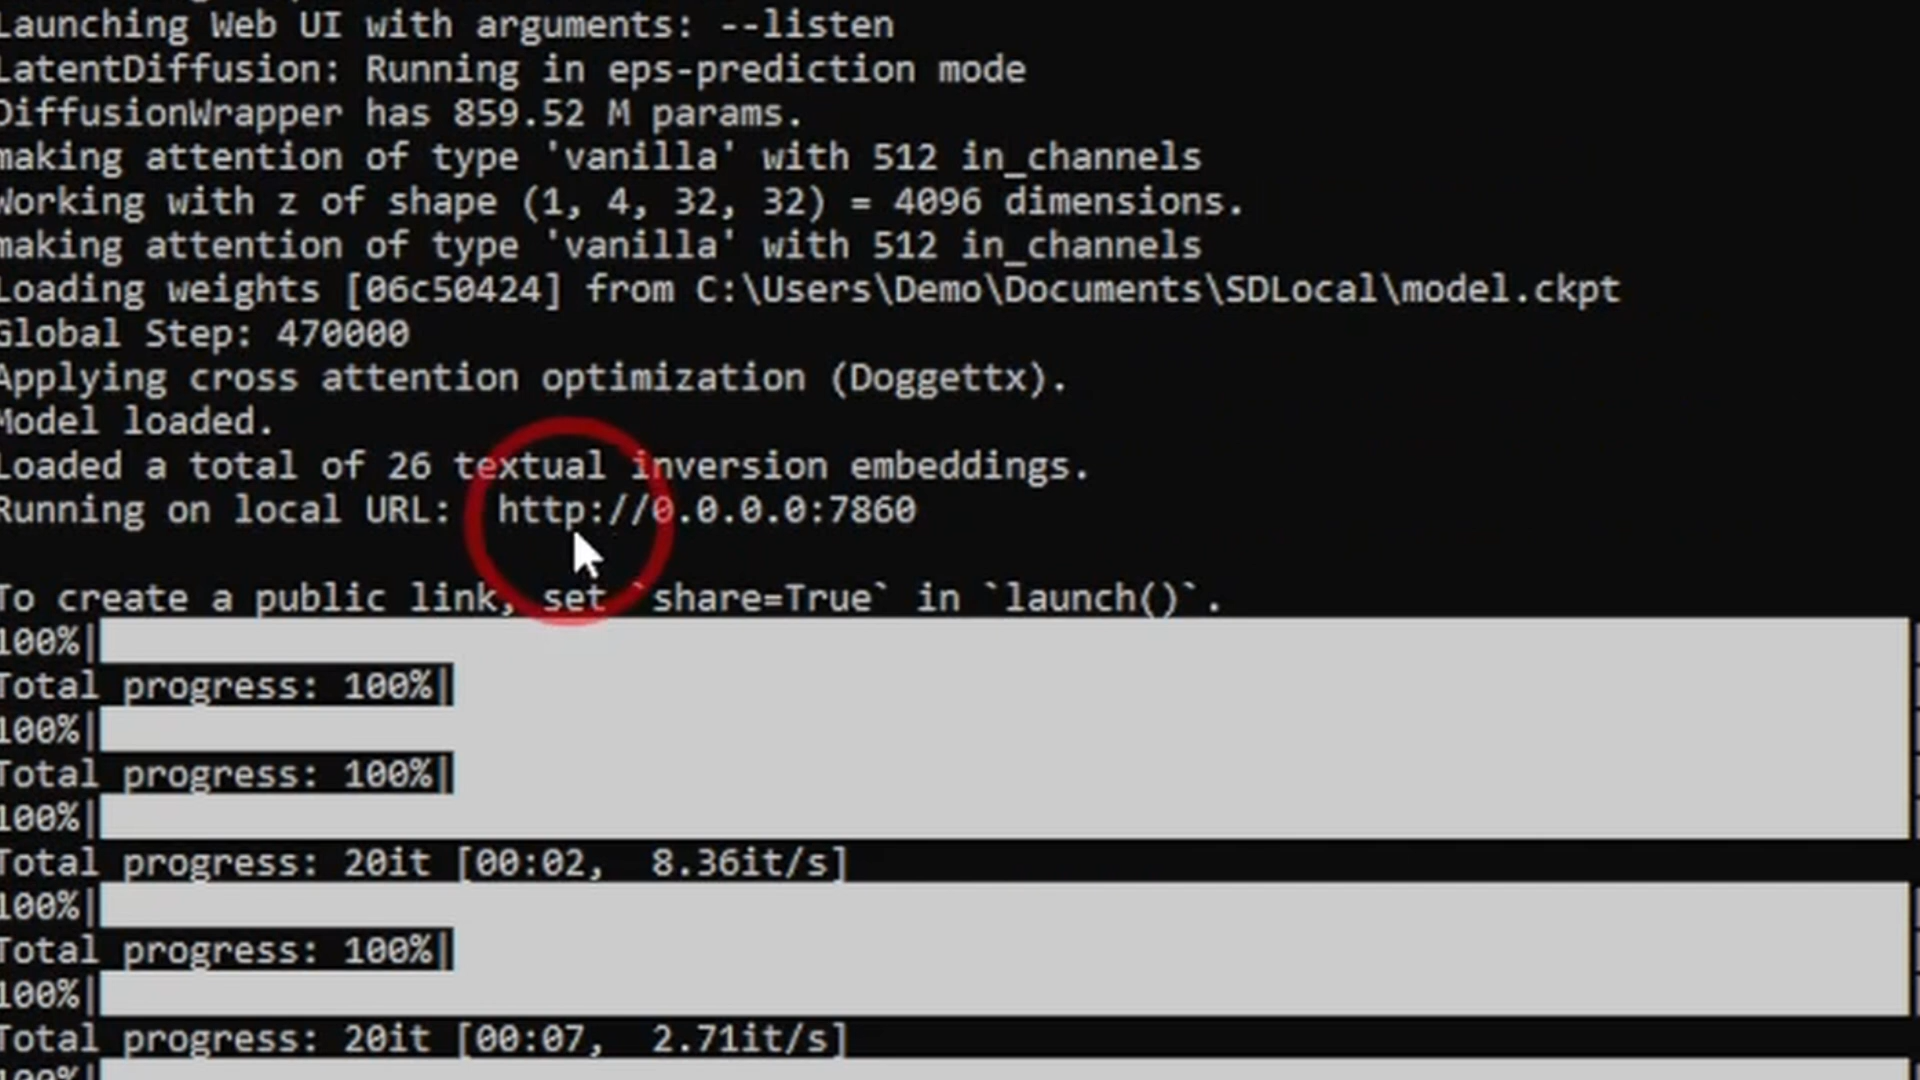 Launching Web UI with arguments: --listen
LatentDiffusion: Running in eps-prediction mode
DiffusionWrapper has 859.52 M params.
making attention of type 'vanilla' with 512 in_channels
Working with z of shape (1, 4, 32, 32) = 4096 dimensions.
making attention of type 'vanilla' with 512 in_channels
Loading weights [06c50424] from C:\Users\Demo\Documents\SDLocal\model.ckpt
Global Step: 470000
Applying cross attention optimization (Doggettx).
Model loaded.
Loaded a total of 26 textual inversion embeddings.
Running on local URL:  http://0.0.0.0:7860
To create a public link, set `share=True` in `launch()`.
100%|
Total progress: 100%|
100%|
Total progress: 100%|
100%|
Total progress: 20it [00:02,  8.36it/s]
100%|
Total progress: 100%|
100%|
Total progress: 20it [00:07,  2.71it/s]
100%|